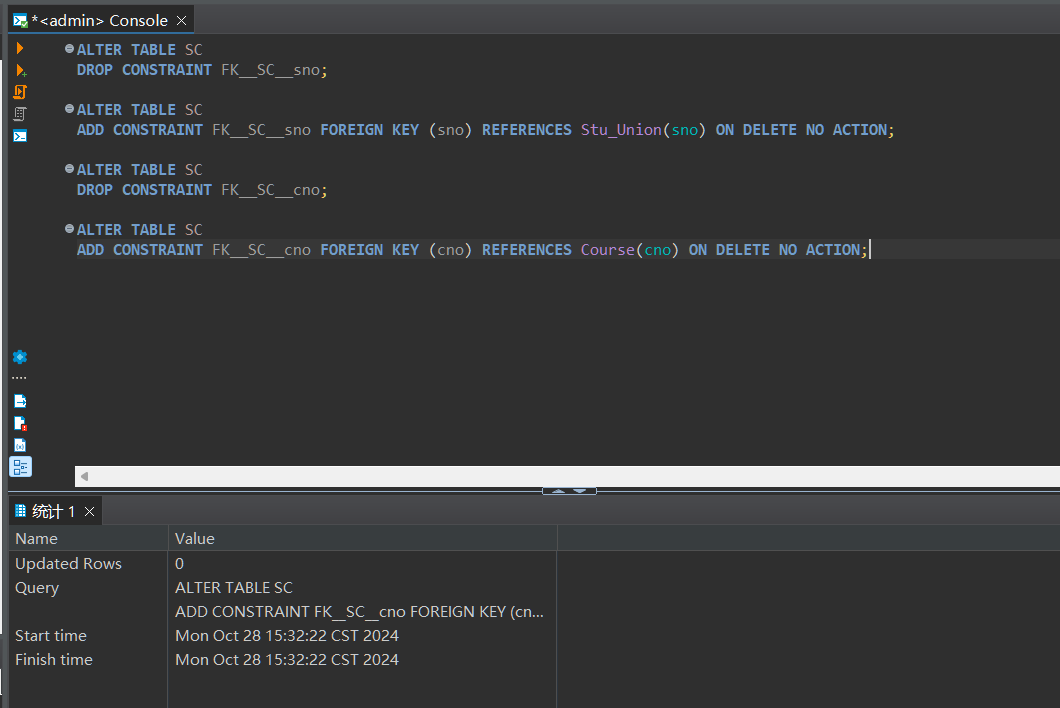 *<admin> Console
ALTER TABLE SC
DROP CONSTRAINT FK__SC__sno;
ALTER TABLE SC
ADD CONSTRAINT FK__SC__sno FOREIGN KEY (sno) REFERENCES Stu_Union(sno) ON DELETE NO ACTION;
ALTER TABLE SC
DROP CONSTRAINT FK__SC__cno;
ALTER TABLE SC
ADD CONSTRAINT FK__SC__cno FOREIGN KEY (cno) REFERENCES Course(cno) ON DELETE NO ACTION;
统计 1
Name Value
Updated Rows 0
Query ALTER TABLE SC
ADD CONSTRAINT FK__SC__cno FOREIGN KEY (cn...
Start time Mon Oct 28 15:32:22 CST 2024
Finish time Mon Oct 28 15:32:22 CST 2024